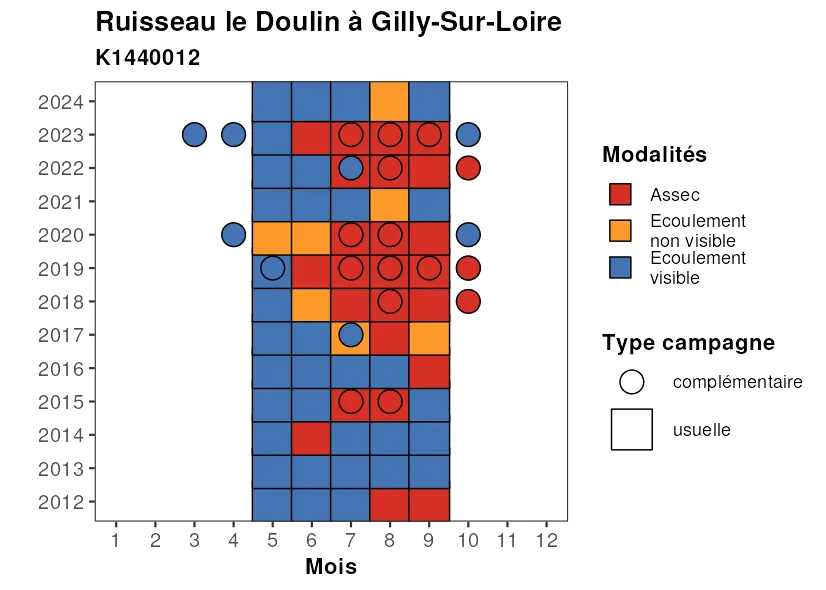 Ruisseau le Doulin à Gilly-Sur-Loire
K1440012
2024
2023
2022
2021
2020
2019
2018
2017
2016
2015
2014
2013
2012
1 2 3 4 5 6 7 8 9 10 11 12
Mois
Modalités
Assec
Ecoulement
non visible
Ecoulement
visible
Type campagne
complémentaire
usuelle